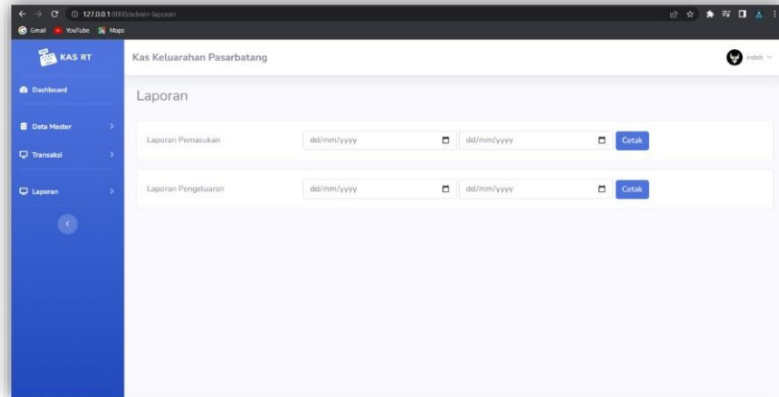 127.0.0.1:8000/admin-laporan
Gmail
YouTube
Maps
KAS RT
Kas Keluarahan Pasarbatang
indah
Dashboard
Laporan
Data Master
Laporan Pemasukan
dd/mm/yyyy
dd/mm/yyyy
Cetak
Transaksi
Laporan
Laporan Pengeluaran
dd/mm/yyyy
dd/mm/yyyy
Cetak